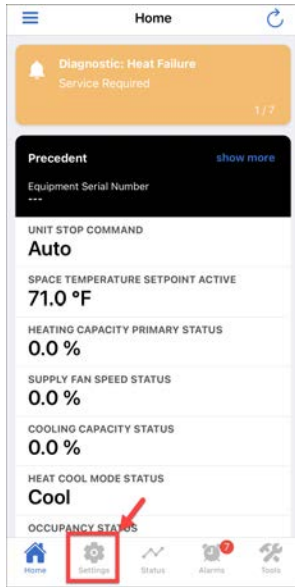 Home
Diagnostic: Heat Failure
Service Required
1/7
Precedent show more
Equipment Serial Number
---
UNIT STOP COMMAND
Auto
SPACE TEMPERATURE SETPOINT ACTIVE
71.0 °F
HEATING CAPACITY PRIMARY STATUS
0.0 %
SUPPLY FAN SPEED STATUS
0.0 %
COOLING CAPACITY STATUS
0.0 %
HEAT COOL MODE STATUS
Cool
OCCUPANCY STATUS
7
Home Settings Status Alarms Tools